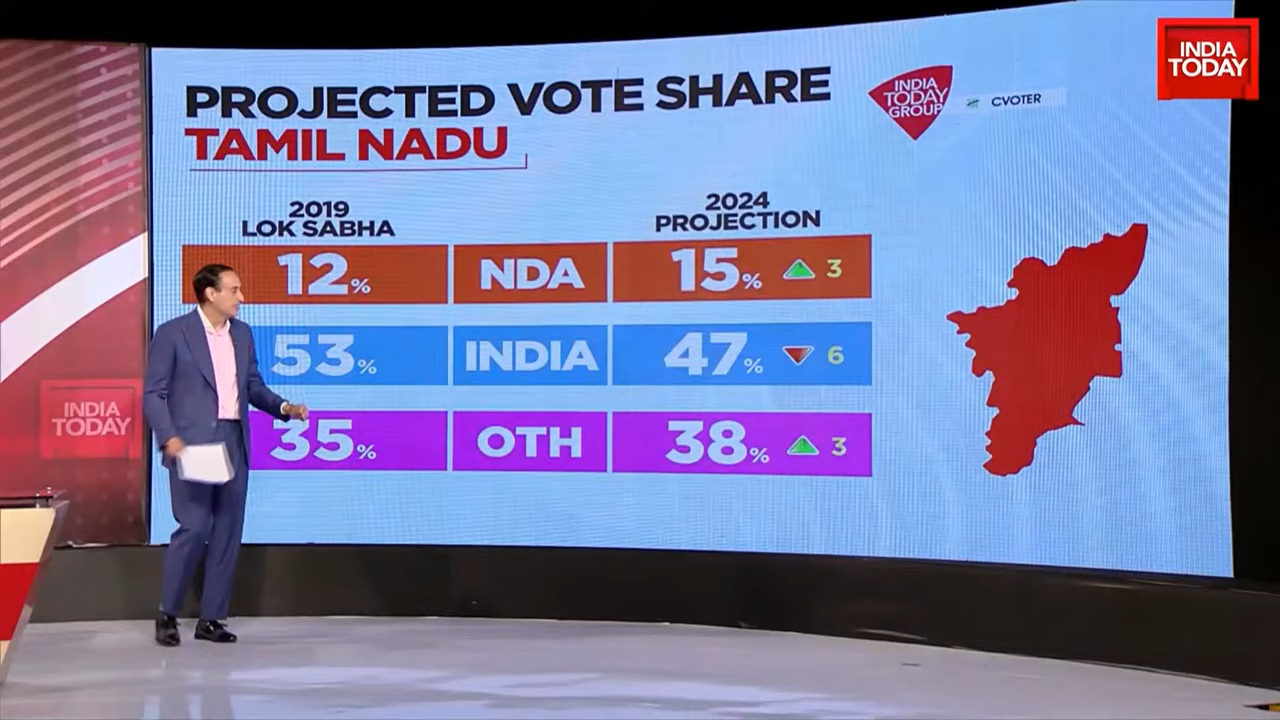 PROJECTED VOTE SHARE
TAMIL NADU
INDIA
TODAY
GROUP
CVOTER
INDIA
TODAY
2019
LOK SABHA
2024
PROJECTION
12%
NDA
15%
3
53%
INDIA
47%
6
35%
OTH
38%
3
INDIA
TODAY